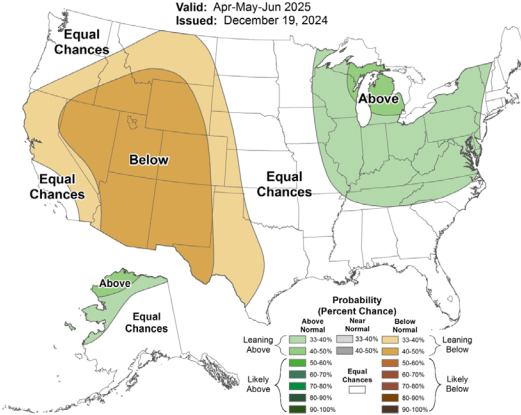 Valid: Apr-May-Jun 2025
Issued: December 19, 2024
Equal
Chances
Above
Below
Equal
Chances
Equal
Chances
Above
Equal
Chances
Probability
(Percent Chance)
Above
Normal
Near
Normal
Below
Normal
Leaning
Above
33-40%
33-40%
33-40%
Leaning
Below
40-50%
40-50%
40-50%
Likely
Above
50-60%
Equal
Chances
50-60%
Likely
Below
60-70%
60-70%
70-80%
70-80%
80-90%
80-90%
90-100%
90-100%